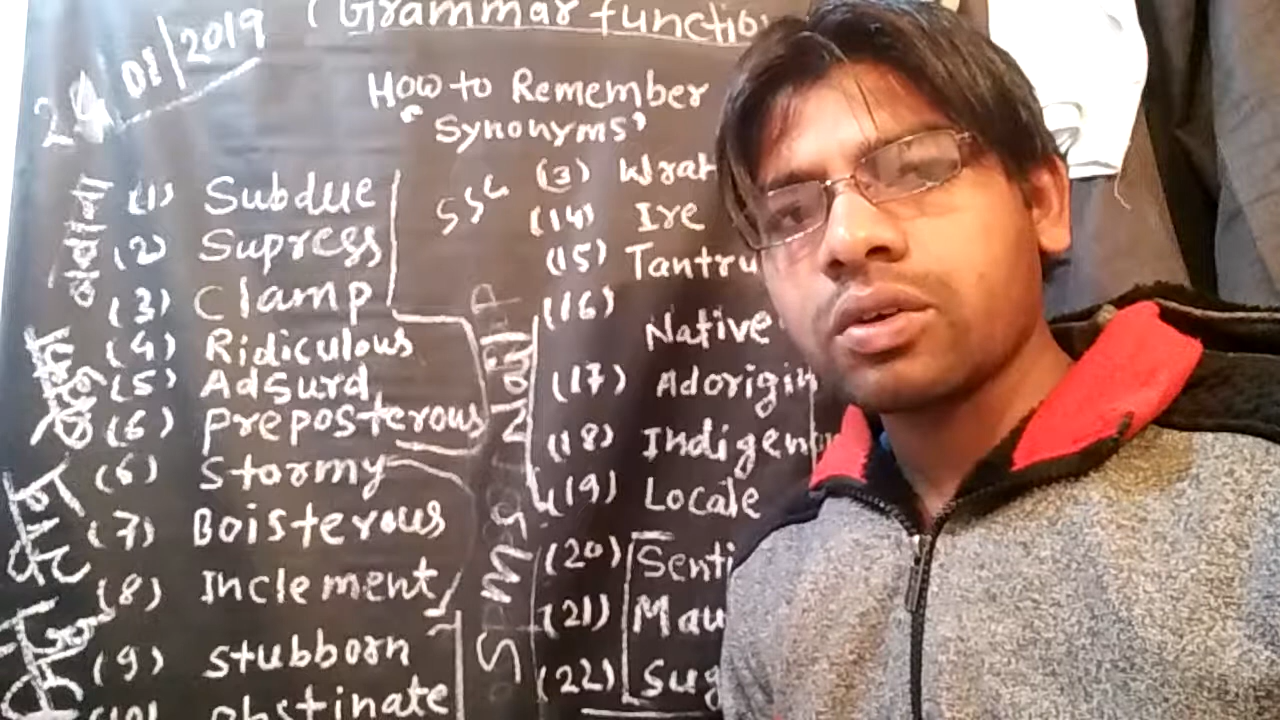 (Grammar functio
24/01/2019
How to Remember
"Synonyms"
(1) Subdue
(2) Supress
(3) Clamp
(4) Ridiculous
(5) Adsurd
(6) Preposterous
(6) Stormy
(7) Boisterous
(8) Inclement
(9) Stubborn
(10) obstinate
SSC
(3) Wrat
(14) Ire
(15) Tantru
(16)
Native
(17) Adorigin
(18) Indigen
(19) Locale
(20) Senti
(21) Mau
(22) Sug